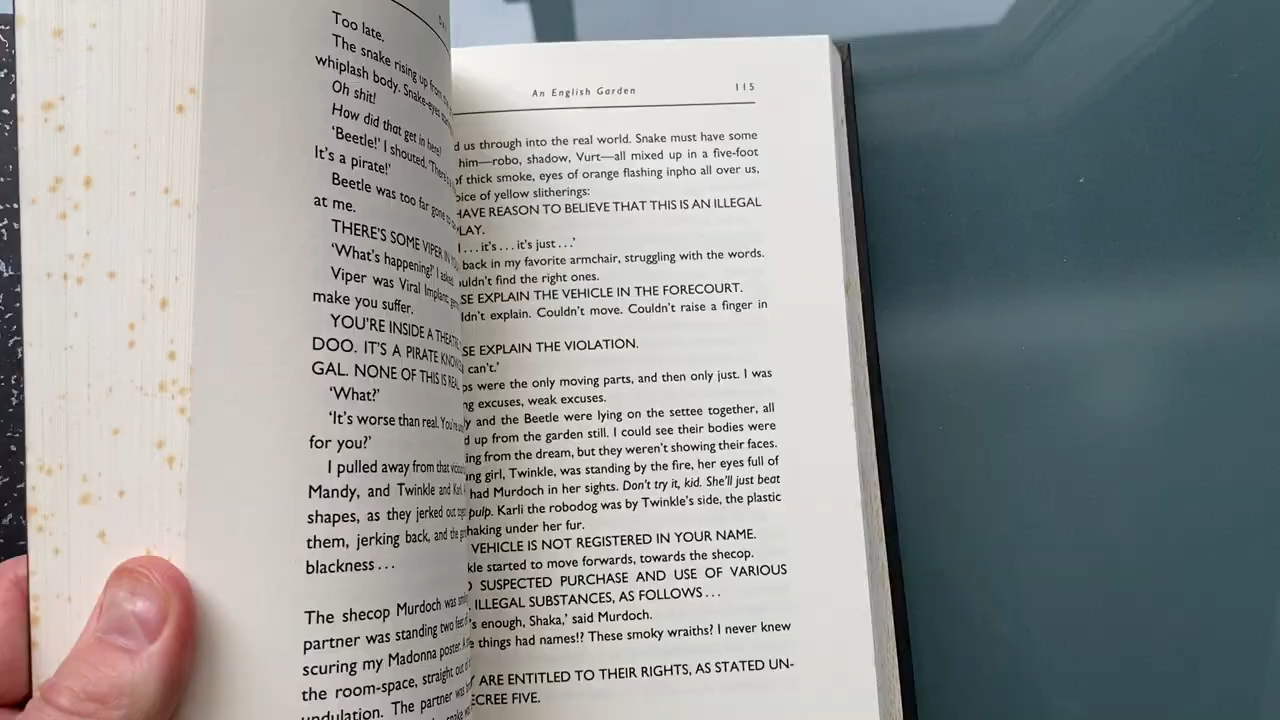 Too late.
The snake rising up from
whiplash body. Snake-eyes
Oh shit!
How did that get in here!
'Beetle!' I shouted. 'There's
It's a pirate!'
Beetle was too far gone to
at me.
THERE'S SOME VIPER IN
'What's happening?' I asked.
Viper was Viral Implant
make you suffer.
YOU'RE INSIDE A THEATRE
DOO. IT'S A PIRATE
GAL. NONE OF THIS IS REAL
'What?'
'It's worse than real. You're
for you?'
I pulled away from that
Mandy, and Twinkle and Karli
shapes, as they jerked out
them, jerking back, and the
blackness...
The shecop Murdoch was
partner was standing two feet
scuring my Madonna poster.
the room-space, straight out
undulation. The partner was
An English Garden 115
d us through into the real world. Snake must have some
him—robo, shadow, Vurt—all mixed up in a five-foot
of thick smoke, eyes of orange flashing inpho all over us,
oice of yellow slitherings:
HAVE REASON TO BELIEVE THAT THIS IS AN ILLEGAL
LAY.
I... it's... it's just...'
back in my favorite armchair, struggling with the words.
uldn't find the right ones.
SE EXPLAIN THE VEHICLE IN THE FORECOURT.
ldn't explain. Couldn't move. Couldn't raise a finger in
SE EXPLAIN THE VIOLATION.
can't.'
ps were the only moving parts, and then only just. I was
ng excuses, weak excuses.
y and the Beetle were lying on the settee together, all
d up from the garden still. I could see their bodies were
ing from the dream, but they weren't showing their faces.
ung girl, Twinkle, was standing by the fire, her eyes full of
had Murdoch in her sights. Don't try it, kid. She'll just beat
pulp. Karli the robodog was by Twinkle's side, the plastic
haking under her fur.
VEHICLE IS NOT REGISTERED IN YOUR NAME.
kle started to move forwards, towards the shecop.
SUSPECTED PURCHASE AND USE OF VARIOUS
ILLEGAL SUBSTANCES, AS FOLLOWS...
's enough, Shaka,' said Murdoch.
e things had names!? These smoky wraiths? I never knew
ARE ENTITLED TO THEIR RIGHTS, AS STATED UN-
ECREE FIVE.